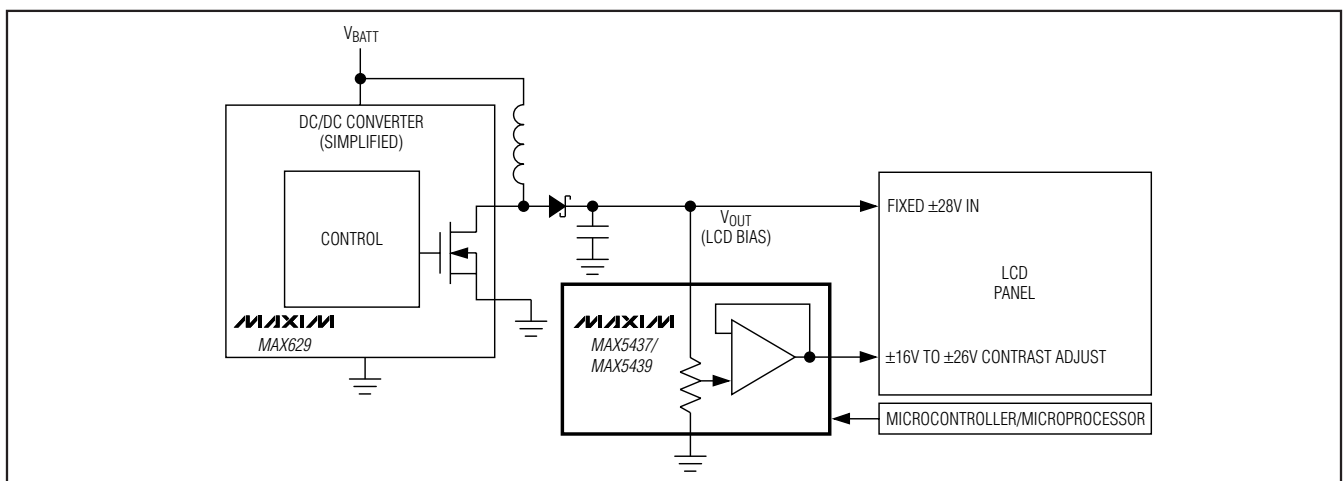 VBATT
DC/DC CONVERTER
(SIMPLIFIED)
CONTROL
MAXIM
MAX629
VOUT
(LCD BIAS)
MAXIM
MAX5437/
MAX5439
FIXED ±28V IN
LCD
PANEL
±16V TO ±26V CONTRAST ADJUST
MICROCONTROLLER/MICROPROCESSOR